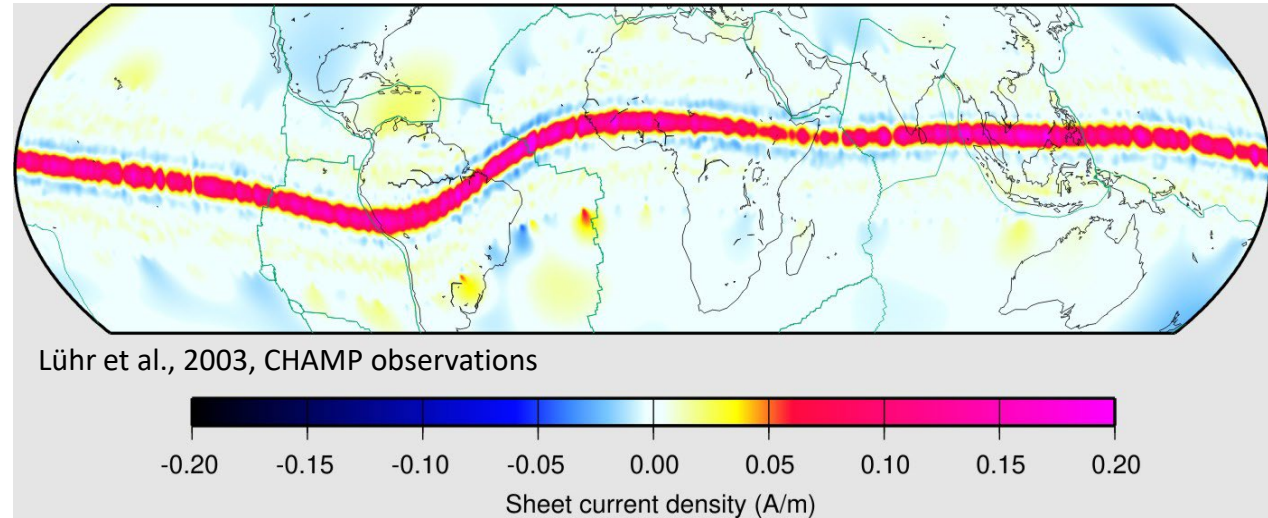 Lühr et al., 2003, CHAMP observations
-0.20 -0.15 -0.10 -0.05 0.00 0.05 0.10 0.15 0.20
Sheet current density (A/m)